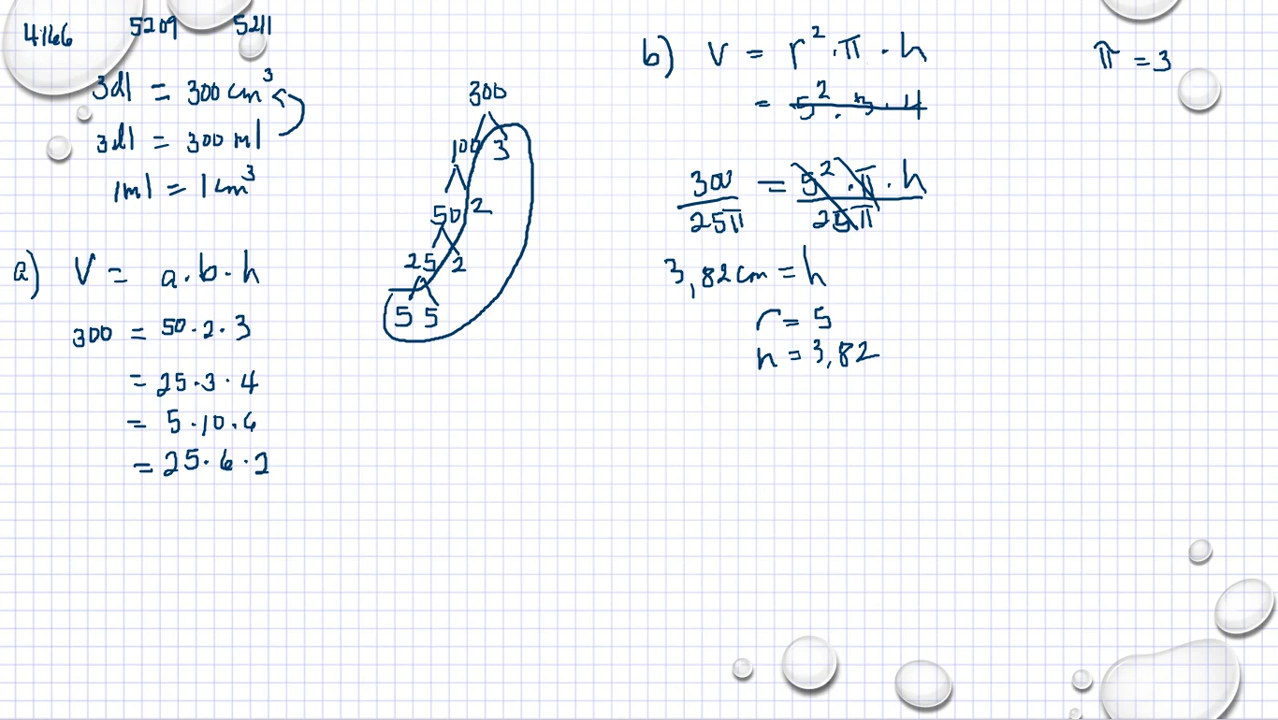 4166 5209 5211
3dl = 300 cm³
3dl = 300 ml
1ml = 1cm³
a) V = a · b · h
300 = 50 · 2 · 3
= 25 · 3 · 4
= 5 · 10 · 6
= 25 · 6 · 2
300
100 3
50 2
25 2
5 5
b) V = r² · π · h
= 5² · π · 4
300/25π = 5² · π · h/25π
3,82 cm = h
r = 5
h = 3,82
π = 3